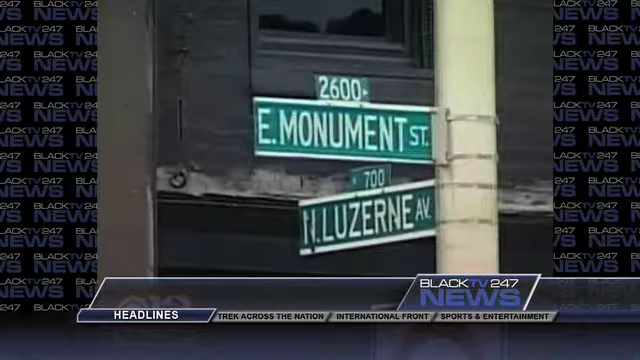 2600
E. MONUMENT ST.
700
N. LUZERNE AV.
BLACKTV247
NEWS
HEADLINES
TREK ACROSS THE NATION / INTERNATIONAL FRONT / SPORTS & ENTERTAINMENT